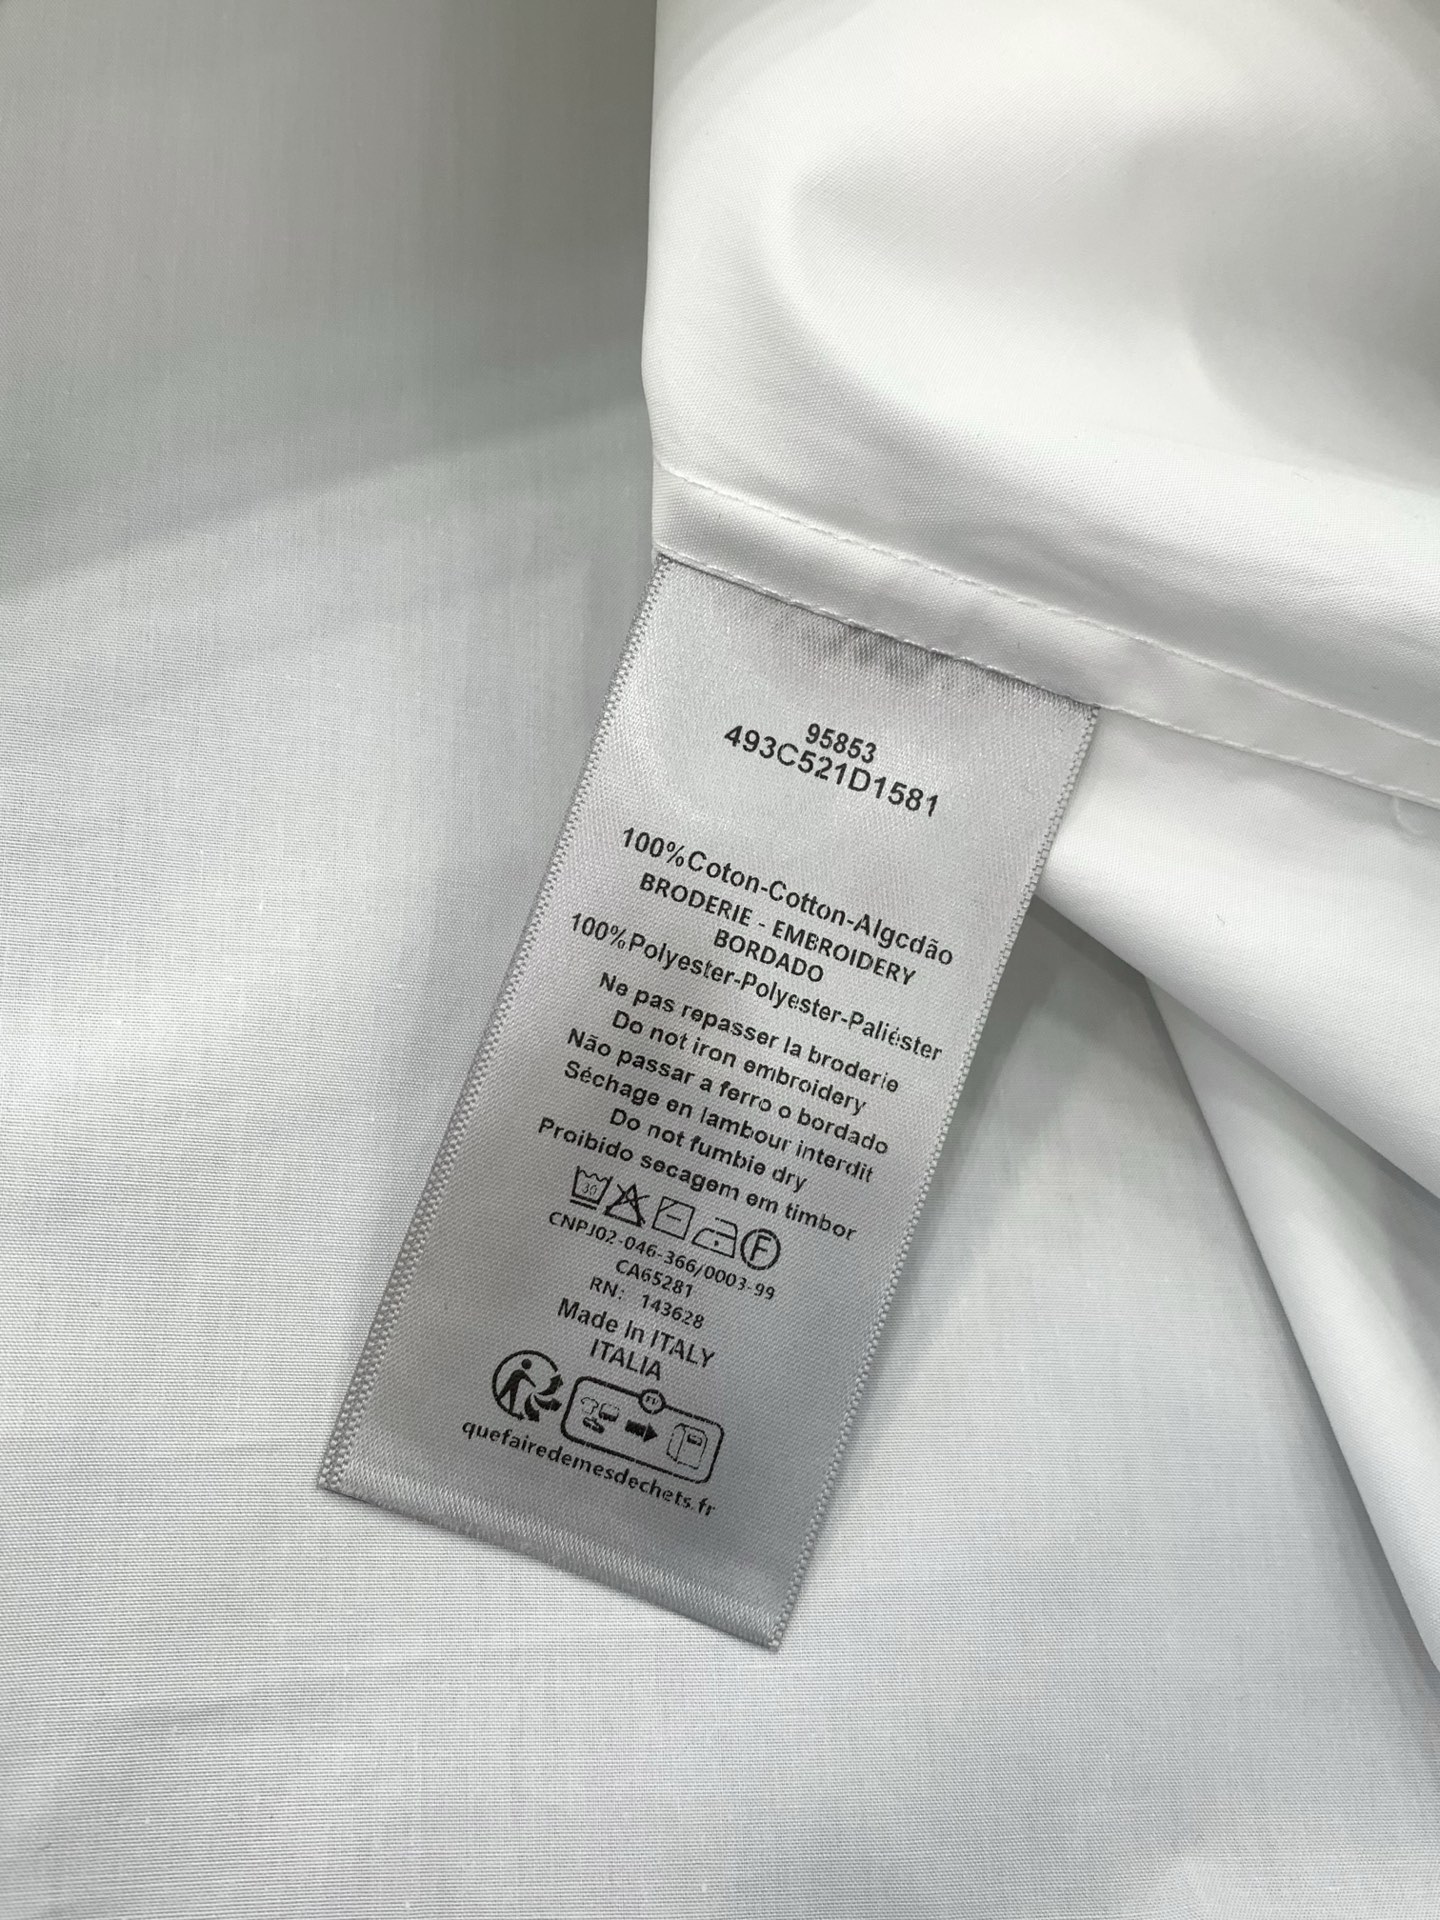 95853
493C521D1581
100%Coton-Cotton-Algcdão
BRODERIE - EMBROIDERY
BORDADO
100%Polyester-Polyester-Paliéster
Ne pas repasser la broderie
Do not iron embroidery
Não passar a ferro o bordado
Séchage en lambour interdit
Do not fumbie dry
Proibido secagem em timbor
30
F
CNPJ02-046-366/0003-99
CA65281
RN: 143628
Made In ITALY
ITALIA
quefairedemesdechets.fr